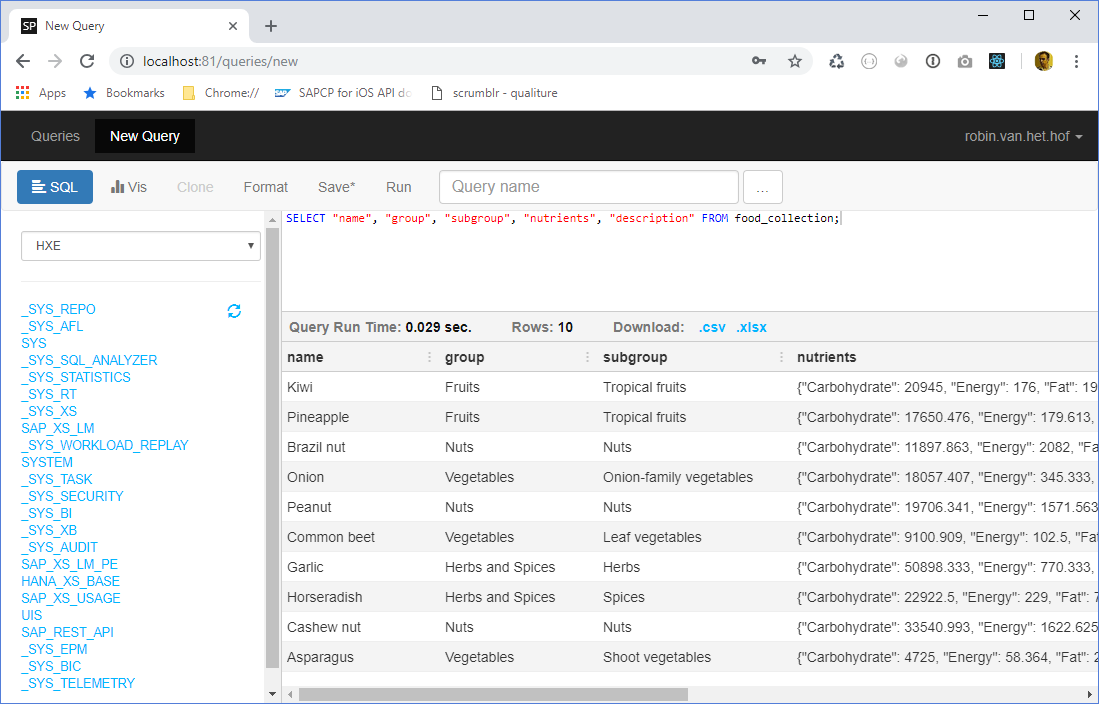 SP New Query
localhost:81/queries/new
Apps Bookmarks Chrome:// SAPCP for iOS API do scrumblr - qualiture
Queries New Query robin.van.het.hof
SQL Vis Clone Format Save* Run Query name ...
SELECT "name", "group", "subgroup", "nutrients", "description" FROM food_collection;
HXE
_SYS_REPO
_SYS_AFL
SYS
_SYS_SQL_ANALYZER
_SYS_STATISTICS
_SYS_RT
_SYS_XS
SAP_XS_LM
_SYS_WORKLOAD_REPLAY
SYSTEM
_SYS_TASK
_SYS_SECURITY
_SYS_BI
_SYS_XB
_SYS_AUDIT
SAP_XS_LM_PE
HANA_XS_BASE
SAP_XS_USAGE
UIS
SAP_REST_API
_SYS_EPM
_SYS_BIC
_SYS_TELEMETRY
Query Run Time: 0.029 sec. Rows: 10 Download: .csv .xlsx
name group subgroup nutrients
Kiwi Fruits Tropical fruits {"Carbohydrate": 20945, "Energy": 176, "Fat": 19
Pineapple Fruits Tropical fruits {"Carbohydrate": 17650.476, "Energy": 179.613,
Brazil nut Nuts Nuts {"Carbohydrate": 11897.863, "Energy": 2082, "Fa
Onion Vegetables Onion-family vegetables {"Carbohydrate": 18057.407, "Energy": 345.333,
Peanut Nuts Nuts {"Carbohydrate": 19706.341, "Energy": 1571.563
Common beet Vegetables Leaf vegetables {"Carbohydrate": 9100.909, "Energy": 102.5, "Fat
Garlic Herbs and Spices Herbs {"Carbohydrate": 50898.333, "Energy": 770.333,
Horseradish Herbs and Spices Spices {"Carbohydrate": 22922.5, "Energy": 229, "Fat": 7
Cashew nut Nuts Nuts {"Carbohydrate": 33540.993, "Energy": 1622.625
Asparagus Vegetables Shoot vegetables {"Carbohydrate": 4725, "Energy": 58.364, "Fat": 2